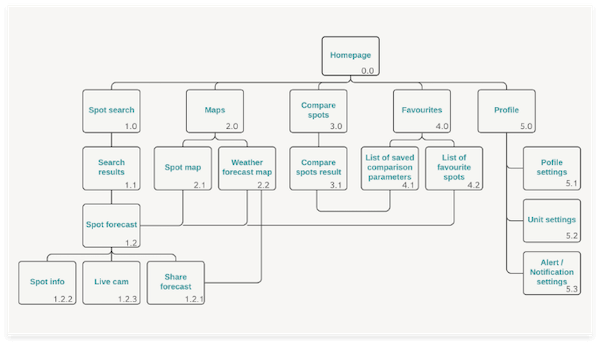 Homepage
0.0
Spot search
1.0
Maps
2.0
Compare
spots
3.0
Favourites
4.0
Profile
5.0
Search
results
1.1
Spot map
2.1
Weather
forecast map
2.2
Compare
spots result
3.1
List of saved
comparison
parameters
4.1
List of
favourite
spots
4.2
Pofile
settings
5.1
Spot forecast
1.2
Unit settings
5.2
Spot info
1.2.2
Live cam
1.2.3
Share
forecast
1.2.1
Alert /
Notification
settings
5.3